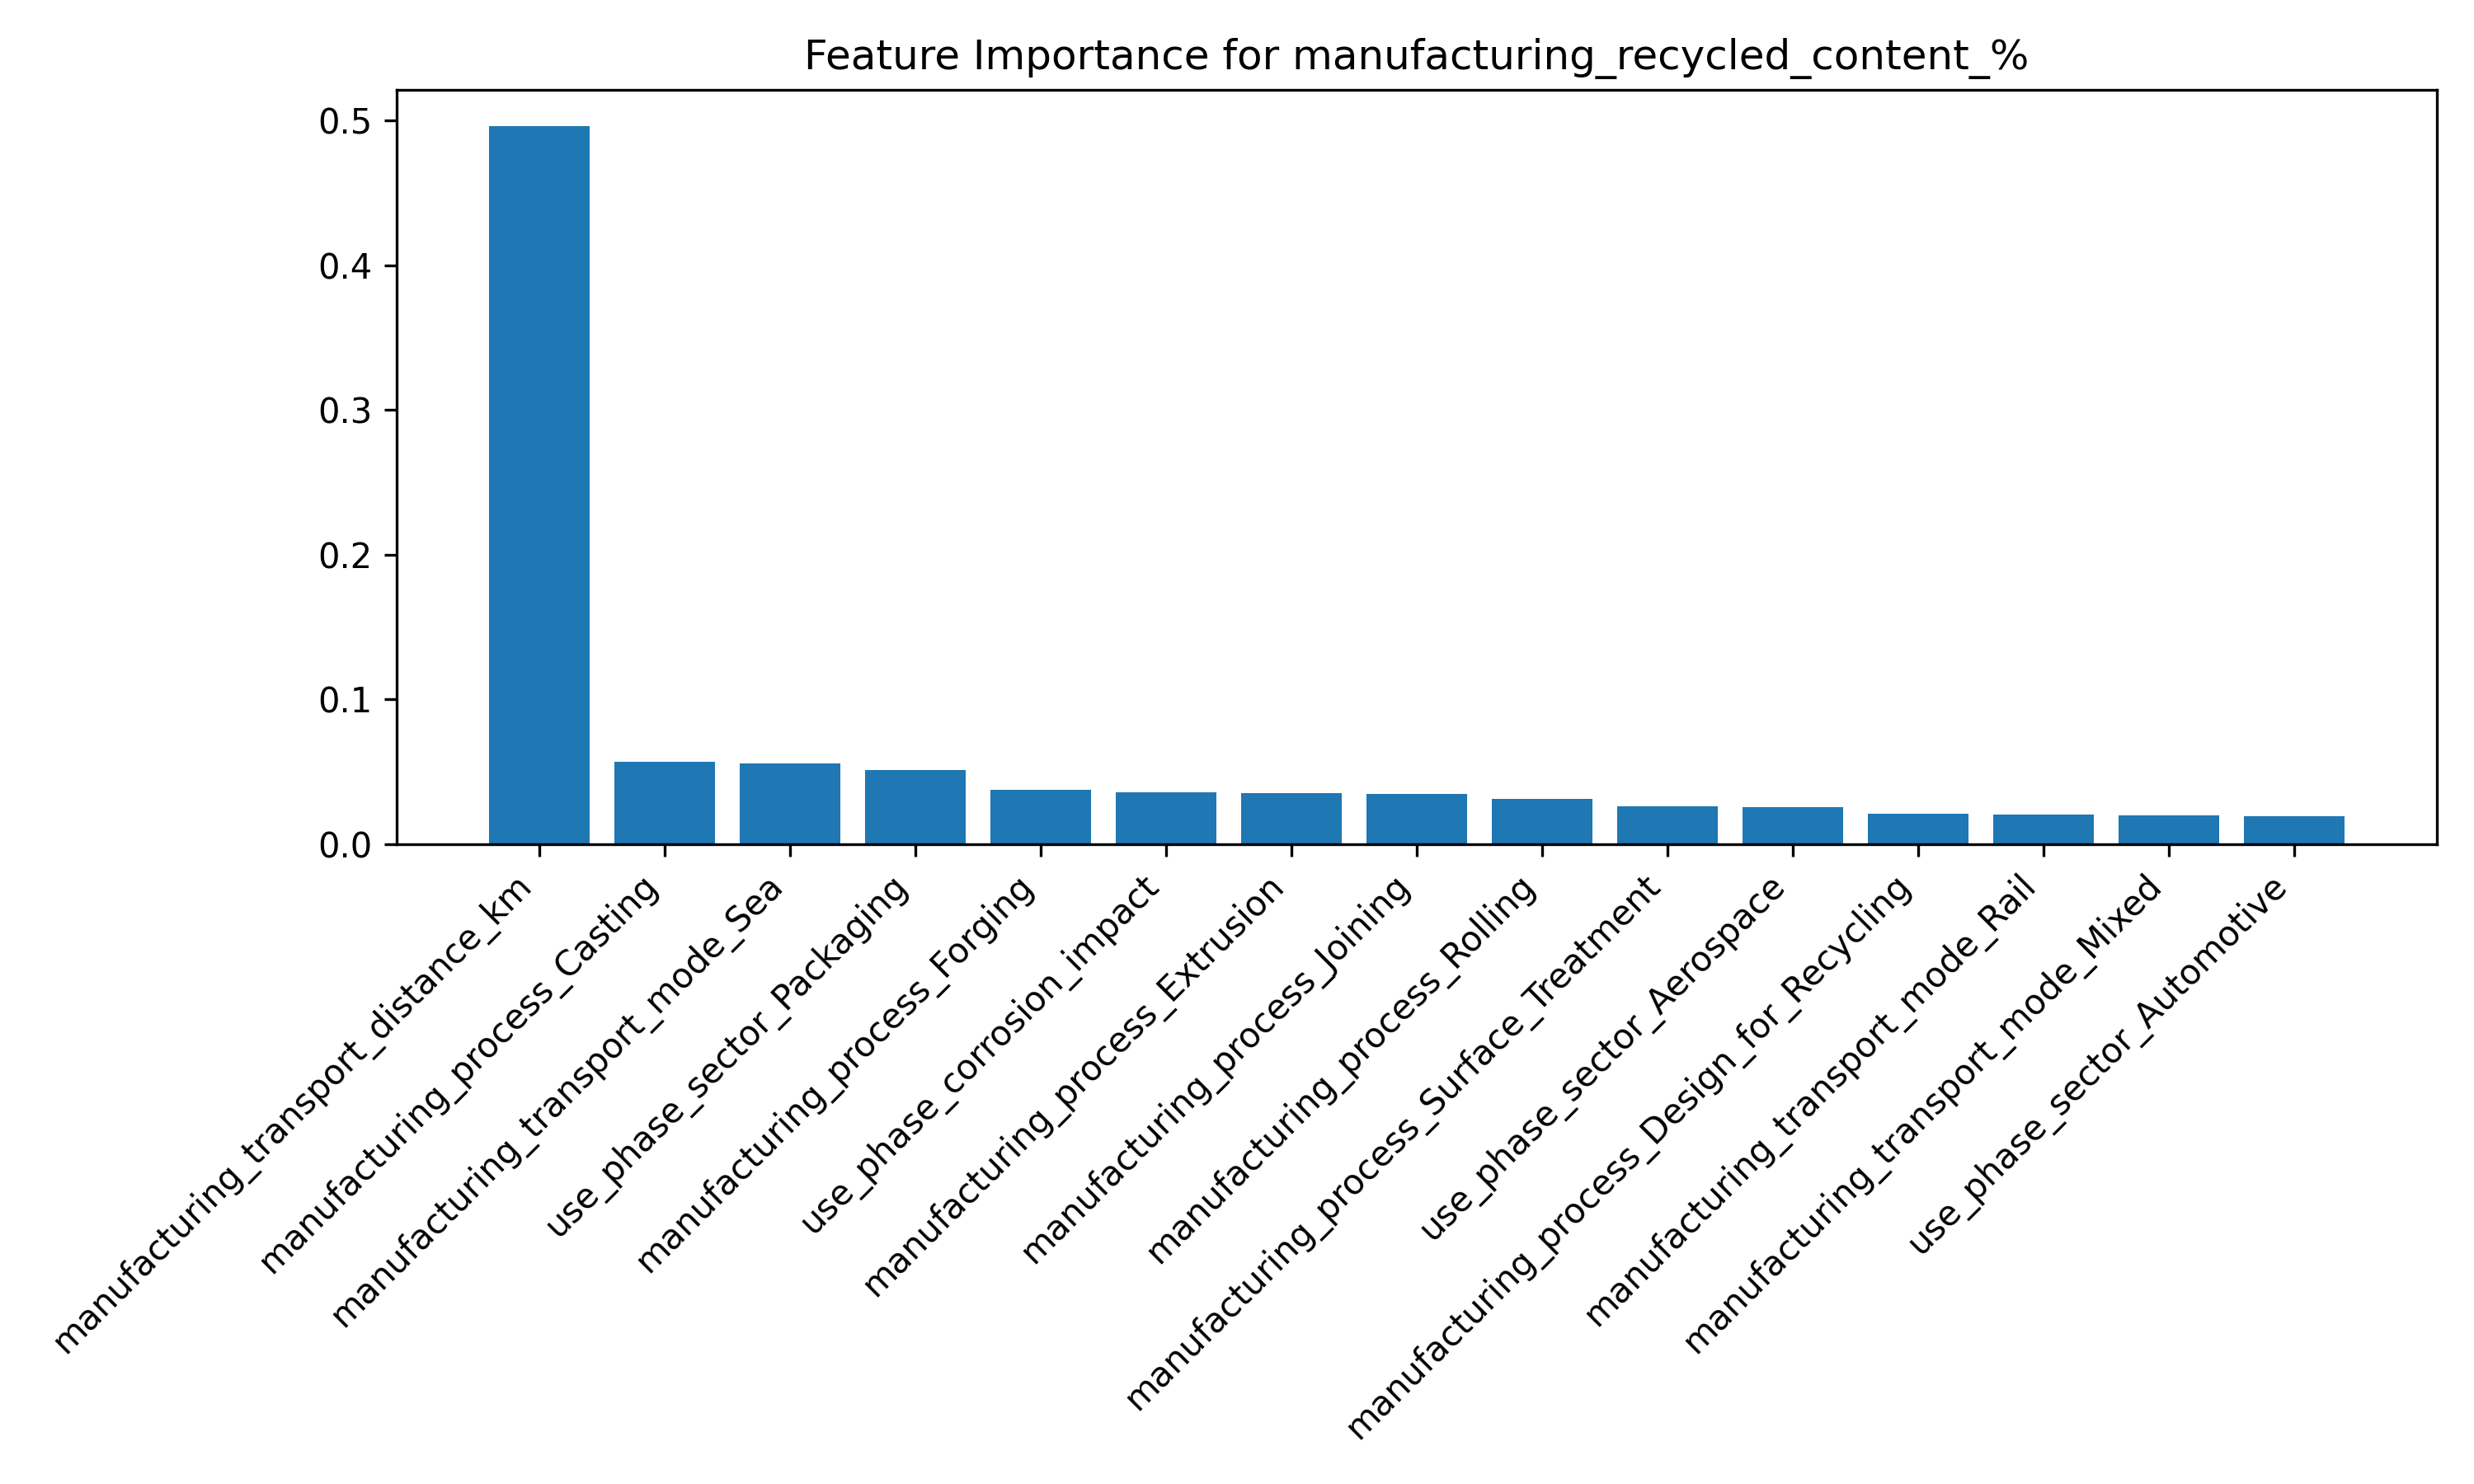 Feature Importance for manufacturing_recycled_content_%
0.5
0.4
0.3
0.2
0.1
0.0
manufacturing_transport_distance_km
manufacturing_process_Casting
manufacturing_transport_mode_Sea
use_phase_sector_Packaging
manufacturing_process_Forging
use_phase_corrosion_impact
manufacturing_process_Extrusion
manufacturing_process_Joining
manufacturing_process_Rolling
manufacturing_process_Surface_Treatment
use_phase_sector_Aerospace
manufacturing_process_Design_for_Recycling
manufacturing_transport_mode_Rail
manufacturing_transport_mode_Mixed
use_phase_sector_Automotive